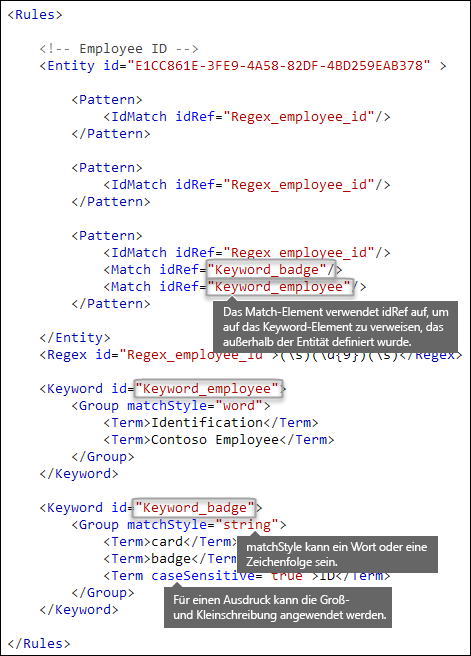 <Rules>
<!-- Employee ID -->
<Entity id="E1CC861E-3FE9-4A58-82DF-4BD259EAB378" >
<Pattern>
<IdMatch idRef="Regex_employee_id"/>
</Pattern>
<Pattern>
<IdMatch idRef="Regex_employee_id"/>
</Pattern>
<Pattern>
<IdMatch idRef="Regex_employee_id"/>
<Match idRef="Keyword_badge"/>
<Match idRef="Keyword_employee"/>
</Pattern>
Das Match-Element verwendet idRef auf, um
auf das Keyword-Element zu verweisen, das
außerhalb der Entität definiert wurde.
</Entity>
<Regex id="Regex_employee_id">(\s)(\d{9})(\s)</Regex>
<Keyword id="Keyword_employee">
<Group matchStyle="word">
<Term>Identification</Term>
<Term>Contoso Employee</Term>
</Group>
</Keyword>
<Keyword id="Keyword_badge">
<Group matchStyle="string">
<Term>card</Term>
<Term>badge</Term>
matchStyle kann ein Wort oder eine
Zeichenfolge sein.
<Term caseSensitive="true">ID</Term>
Für einen Ausdruck kann die Groß-
und Kleinschreibung angewendet werden.
</Group>
</Keyword>
</Rules>